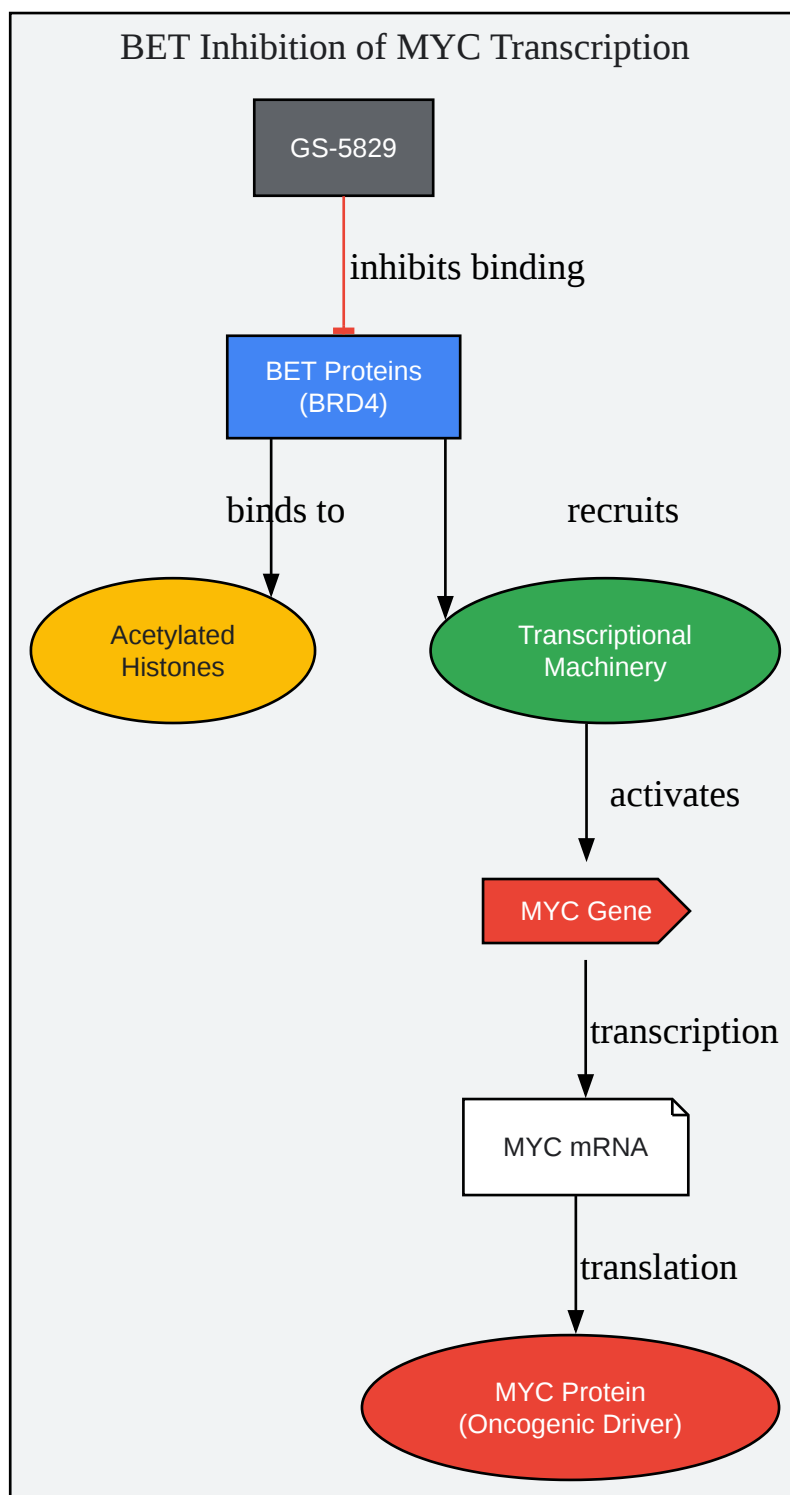 BET Inhibition of MYC Transcription
GS-5829
inhibits binding
BET Proteins
(BRD4)
binds to
recruits
Acetylated
Histones
Transcriptional
Machinery
activates
MYC Gene
transcription
MYC mRNA
translation
MYC Protein
(Oncogenic Driver)